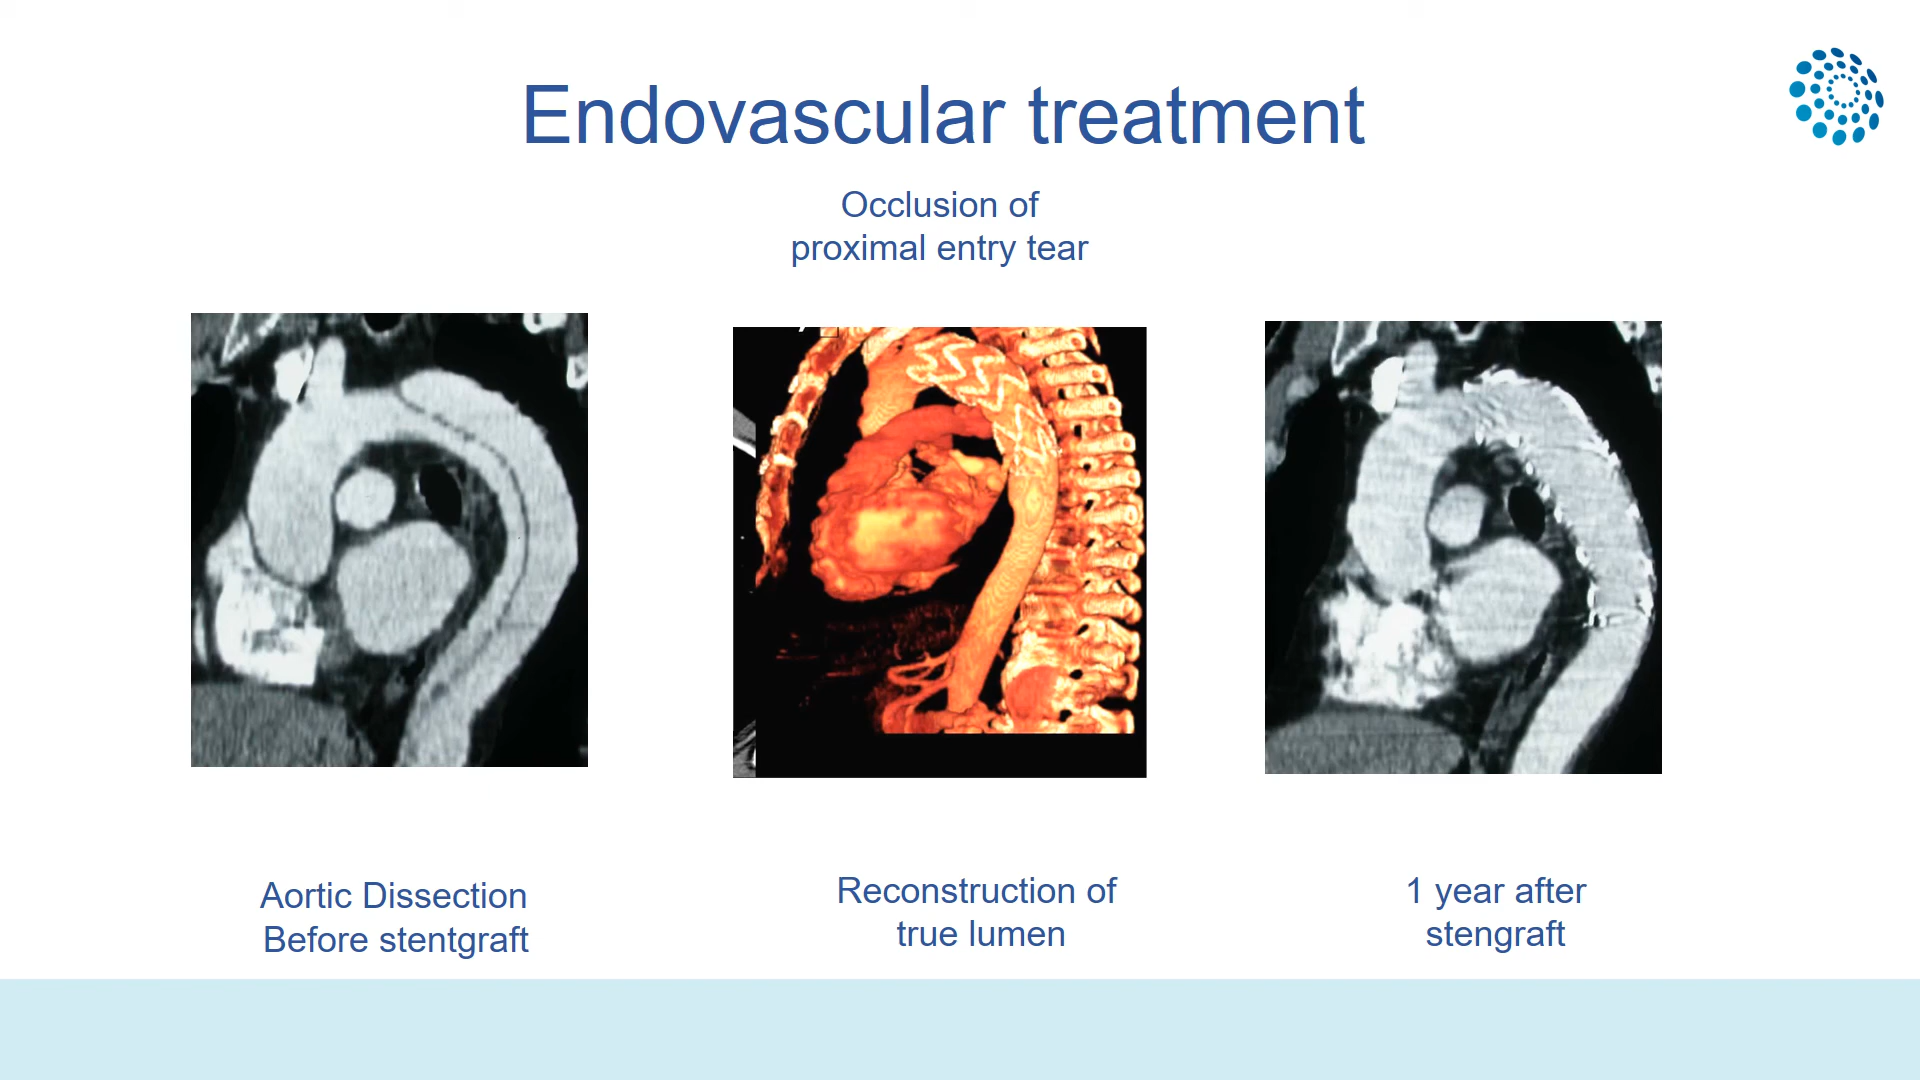 Endovascular treatment
Occlusion of
proximal entry tear
Aortic Dissection
Before stentgraft
Reconstruction of
true lumen
1 year after
stengraft